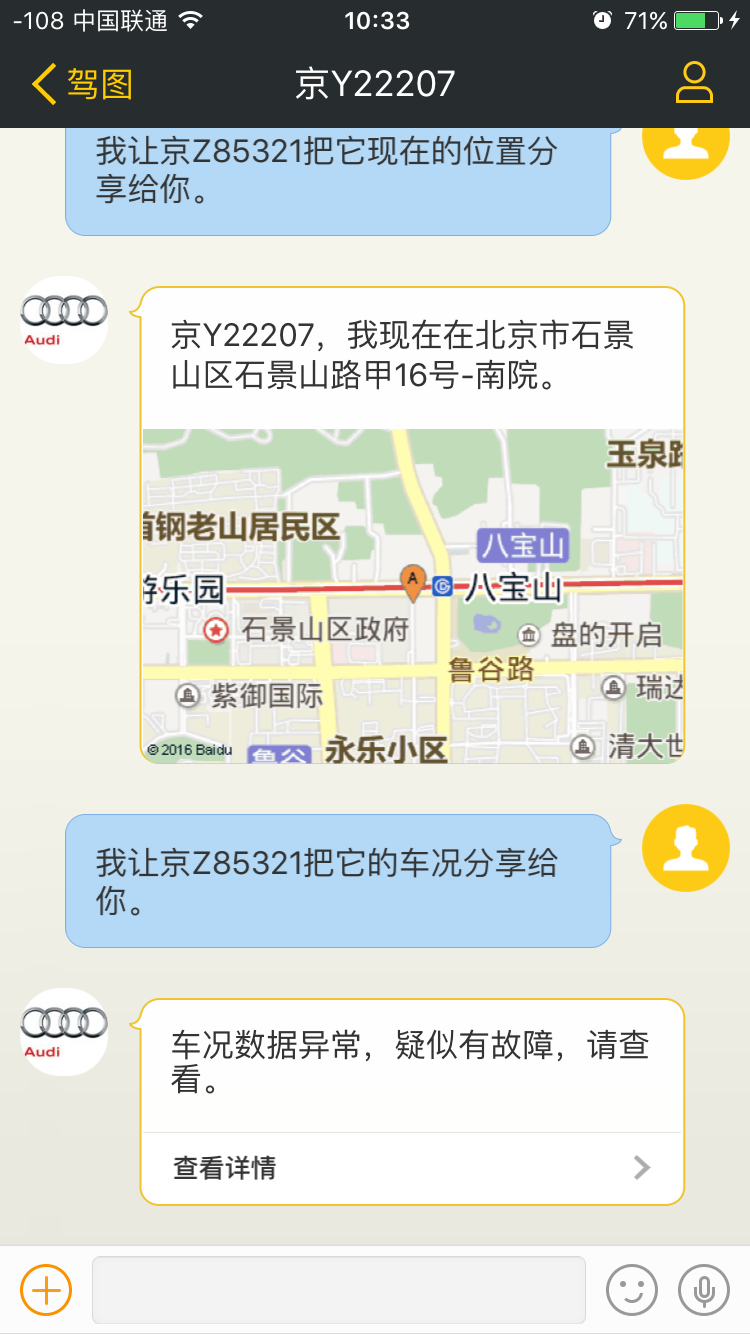 -108 中国联通 10:33 71%
驾图 京Y22207
我让京Z85321把它现在的位置分
享给你。
Audi
京Y22207，我现在在北京市石景
山区石景山路甲16号-南院。
玉泉路
首钢老山居民区
八宝山
游乐园
A
八宝山
石景山区政府
盘的开启
鲁谷路
紫御国际
瑞达
清大世
© 2016 Baidu
鲁谷
永乐小区
我让京Z85321把它的车况分享给
你。
Audi
车况数据异常，疑似有故障，请查
看。
查看详情